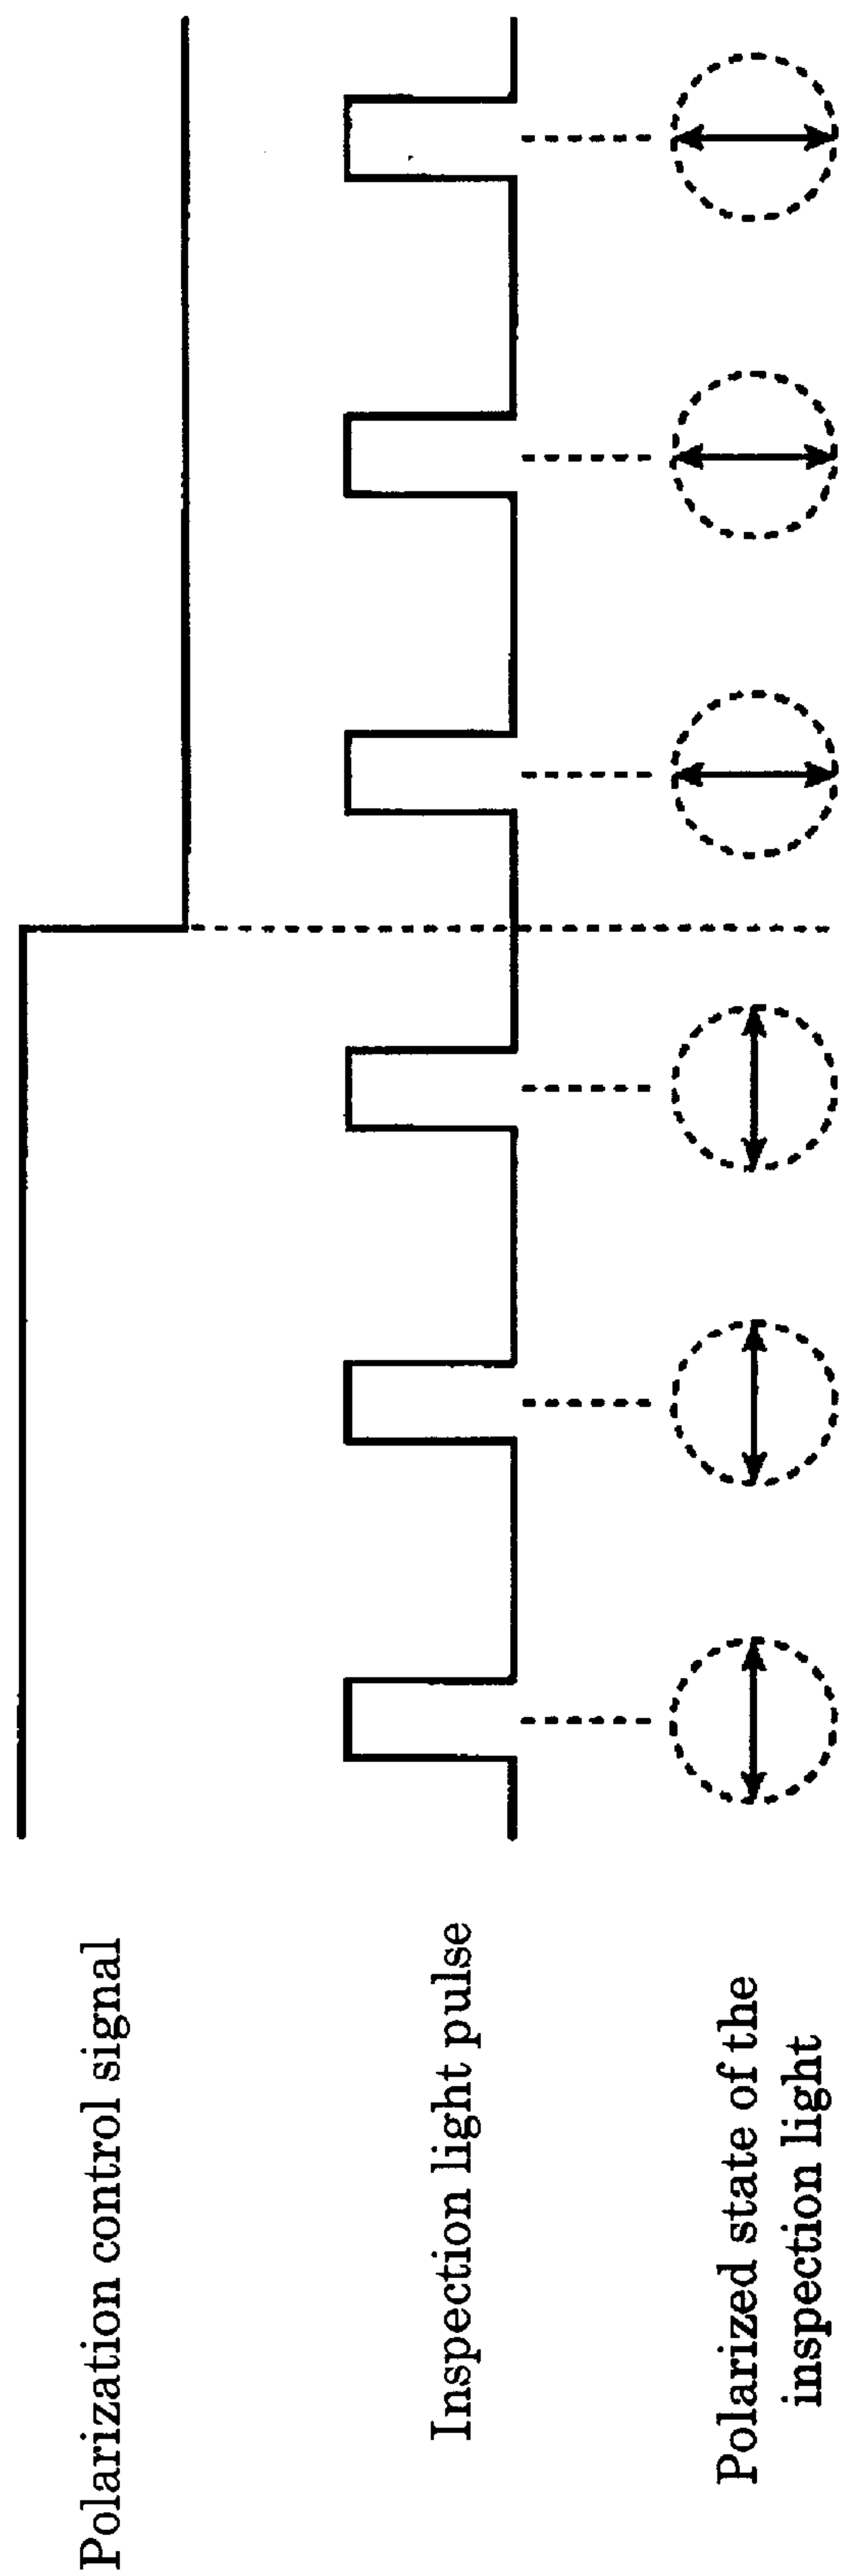 Polarization control signal
Inspection light pulse
Polarized state of the
inspection light